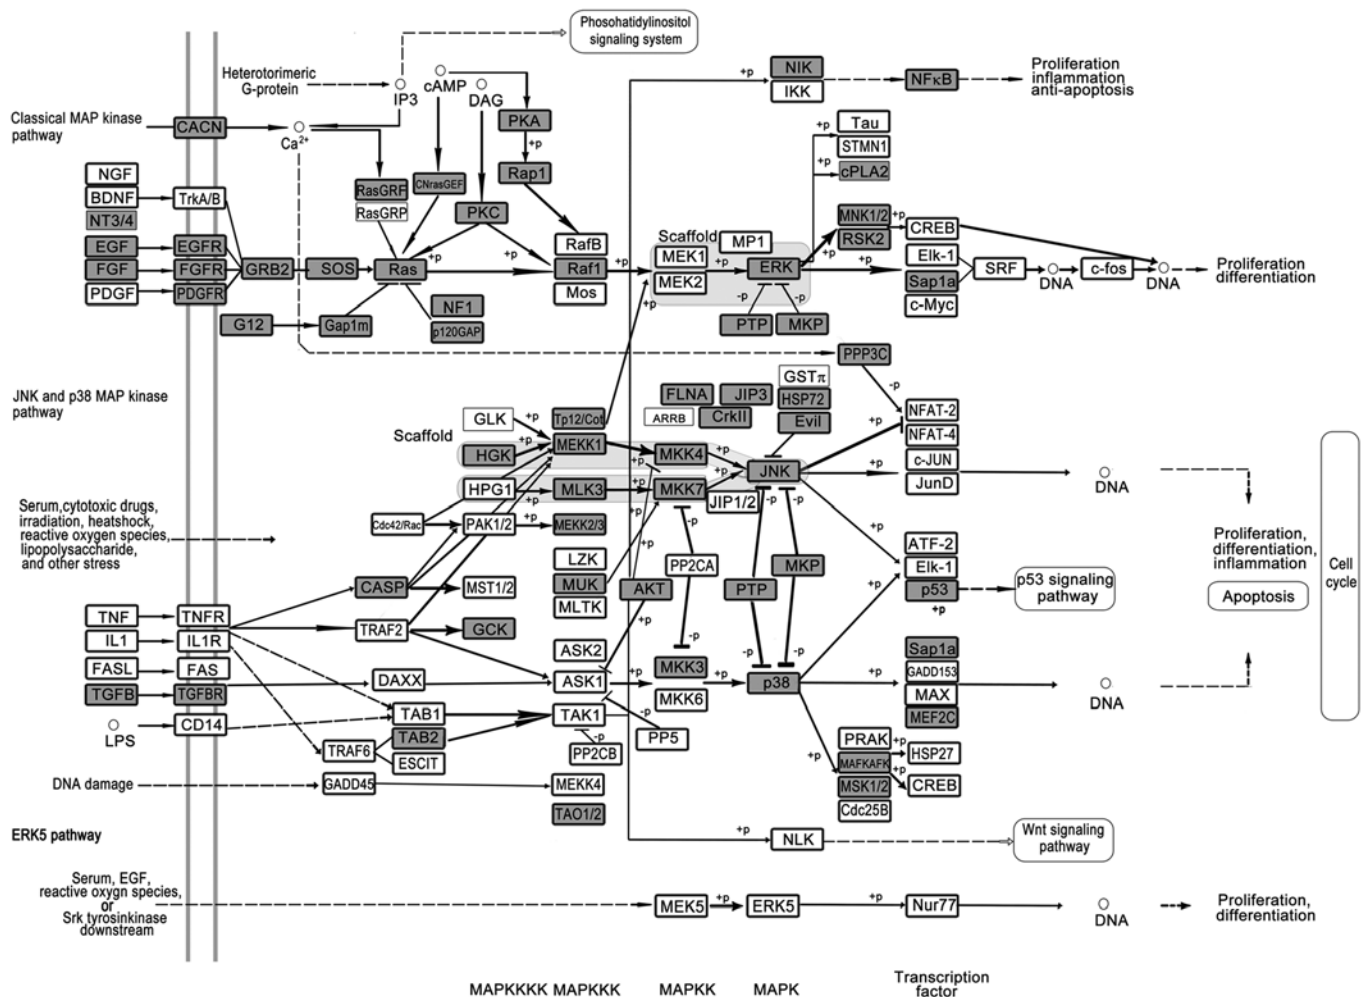 Phosohatidylinositol
signaling system
Heterotorimeric
G-protein
IP3
cAMP
DAG
+p
NIK
IKK
NFκB
Proliferation
inflammation
anti-apoptosis
Classical MAP kinase
pathway
CACN
Ca2+
PKA
+p
Rap1
+p
Tau
STMN1
+p
cPLA2
NGF
BDNF
NT3/4
EGF
FGF
PDGF
TrkA/B
EGFR
FGFR
PDGFR
GRB2
SOS
RasGRF
RasGRP
CNrasGEF
PKC
+p
Ras
+p
+p
RafB
Raf1
Mos
+p
Scaffold
MEK1
MEK2
MP1
+p
ERK
+p
+p
MNK1/2
RSK2
+p
CREB
Elk-1
Sap1a
c-Myc
SRF
DNA
c-fos
DNA
Proliferation
differentiation
G12
Gap1m
NF1
p120GAP
+p
-p
-p
PTP
MKP
PPP3C
-p
JNK and p38 MAP kinase
pathway
Scaffold
GLK
+p
HGK
+p
HPG1
+p
Tp12/Cot
MEKK1
MLK3
+p
+p
FLNA
JIP3
ARRB
CrkII
GSTπ
HSP72
Evil
MKK4
MKK7
+p
+p
JNK
JIP1/2
+p
+p
NFAT-2
NFAT-4
c-JUN
JunD
DNA
Cell
cycle
Serum,cytotoxic drugs,
irradiation, heatshock,
reactive oxygen species,
lipopolysaccharide,
and other stress
Cdc42/Rac
PAK1/2
+p
MEKK2/3
+p
-p
-p
-p
+p
LZK
MUK
MLTK
AKT
PP2CA
PTP
MKP
ATF-2
Elk-1
p53
+p
+p
p53 signaling
pathway
Proliferation,
differentiation,
inflammation
Apoptosis
CASP
MST1/2
TNF
IL1
FASL
TGFB
LPS
TNFR
IL1R
FAS
TGFBR
CD14
TRAF2
GCK
DAXX
ASK2
ASK1
+p
-p
MKK3
MKK6
+p
-p
-p
p38
+p
Sap1a
GADD153
MAX
MEF2C
DNA
TAB1
TAB2
ESCIT
TRAF6
TAK1
-p
-p
PP2CB
PP5
+p
PRAK
MAFKAFK
MSK1/2
Cdc25B
+p
+p
HSP27
CREB
DNA damage
GADD45
MEKK4
TAO1/2
ERK5 pathway
+p
NLK
Wnt signaling
pathway
Serum, EGF,
reactive oxygn species,
or
Srk tyrosinkinase
downstream
MEK5
+p
ERK5
+p
Nur77
DNA
Proliferation,
differentiation
MAPKKKK
MAPKKK
MAPKK
MAPK
Transcription
factor